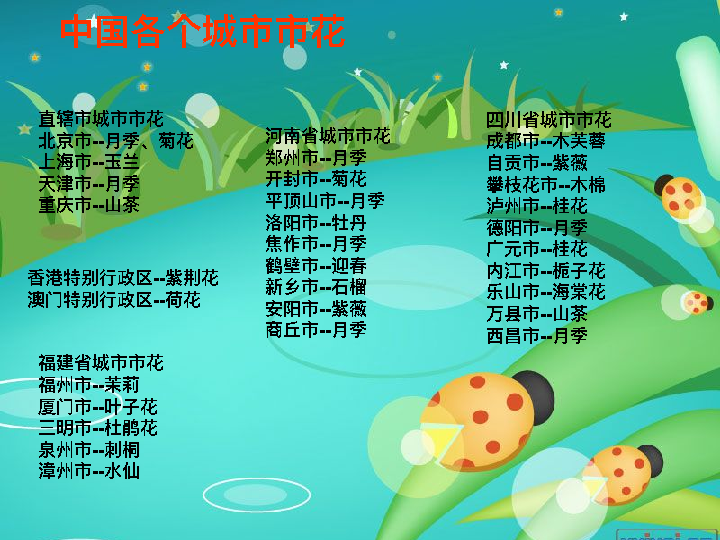 中国各个城市市花
直辖市城市市花
北京市--月季、菊花
上海市--玉兰
天津市--月季
重庆市--山茶
香港特别行政区--紫荆花
澳门特别行政区--荷花
福建省城市市花
福州市--茉莉
厦门市--叶子花
三明市--杜鹃花
泉州市--刺桐
漳州市--水仙
河南省城市市花
郑州市--月季
开封市--菊花
平顶山市--月季
洛阳市--牡丹
焦作市--月季
鹤壁市--迎春
新乡市--石榴
安阳市--紫薇
商丘市--月季
四川省城市市花
成都市--木芙蓉
自贡市--紫薇
攀枝花市--木棉
泸州市--桂花
德阳市--月季
广元市--桂花
内江市--栀子花
乐山市--海棠花
万县市--山茶
西昌市--月季